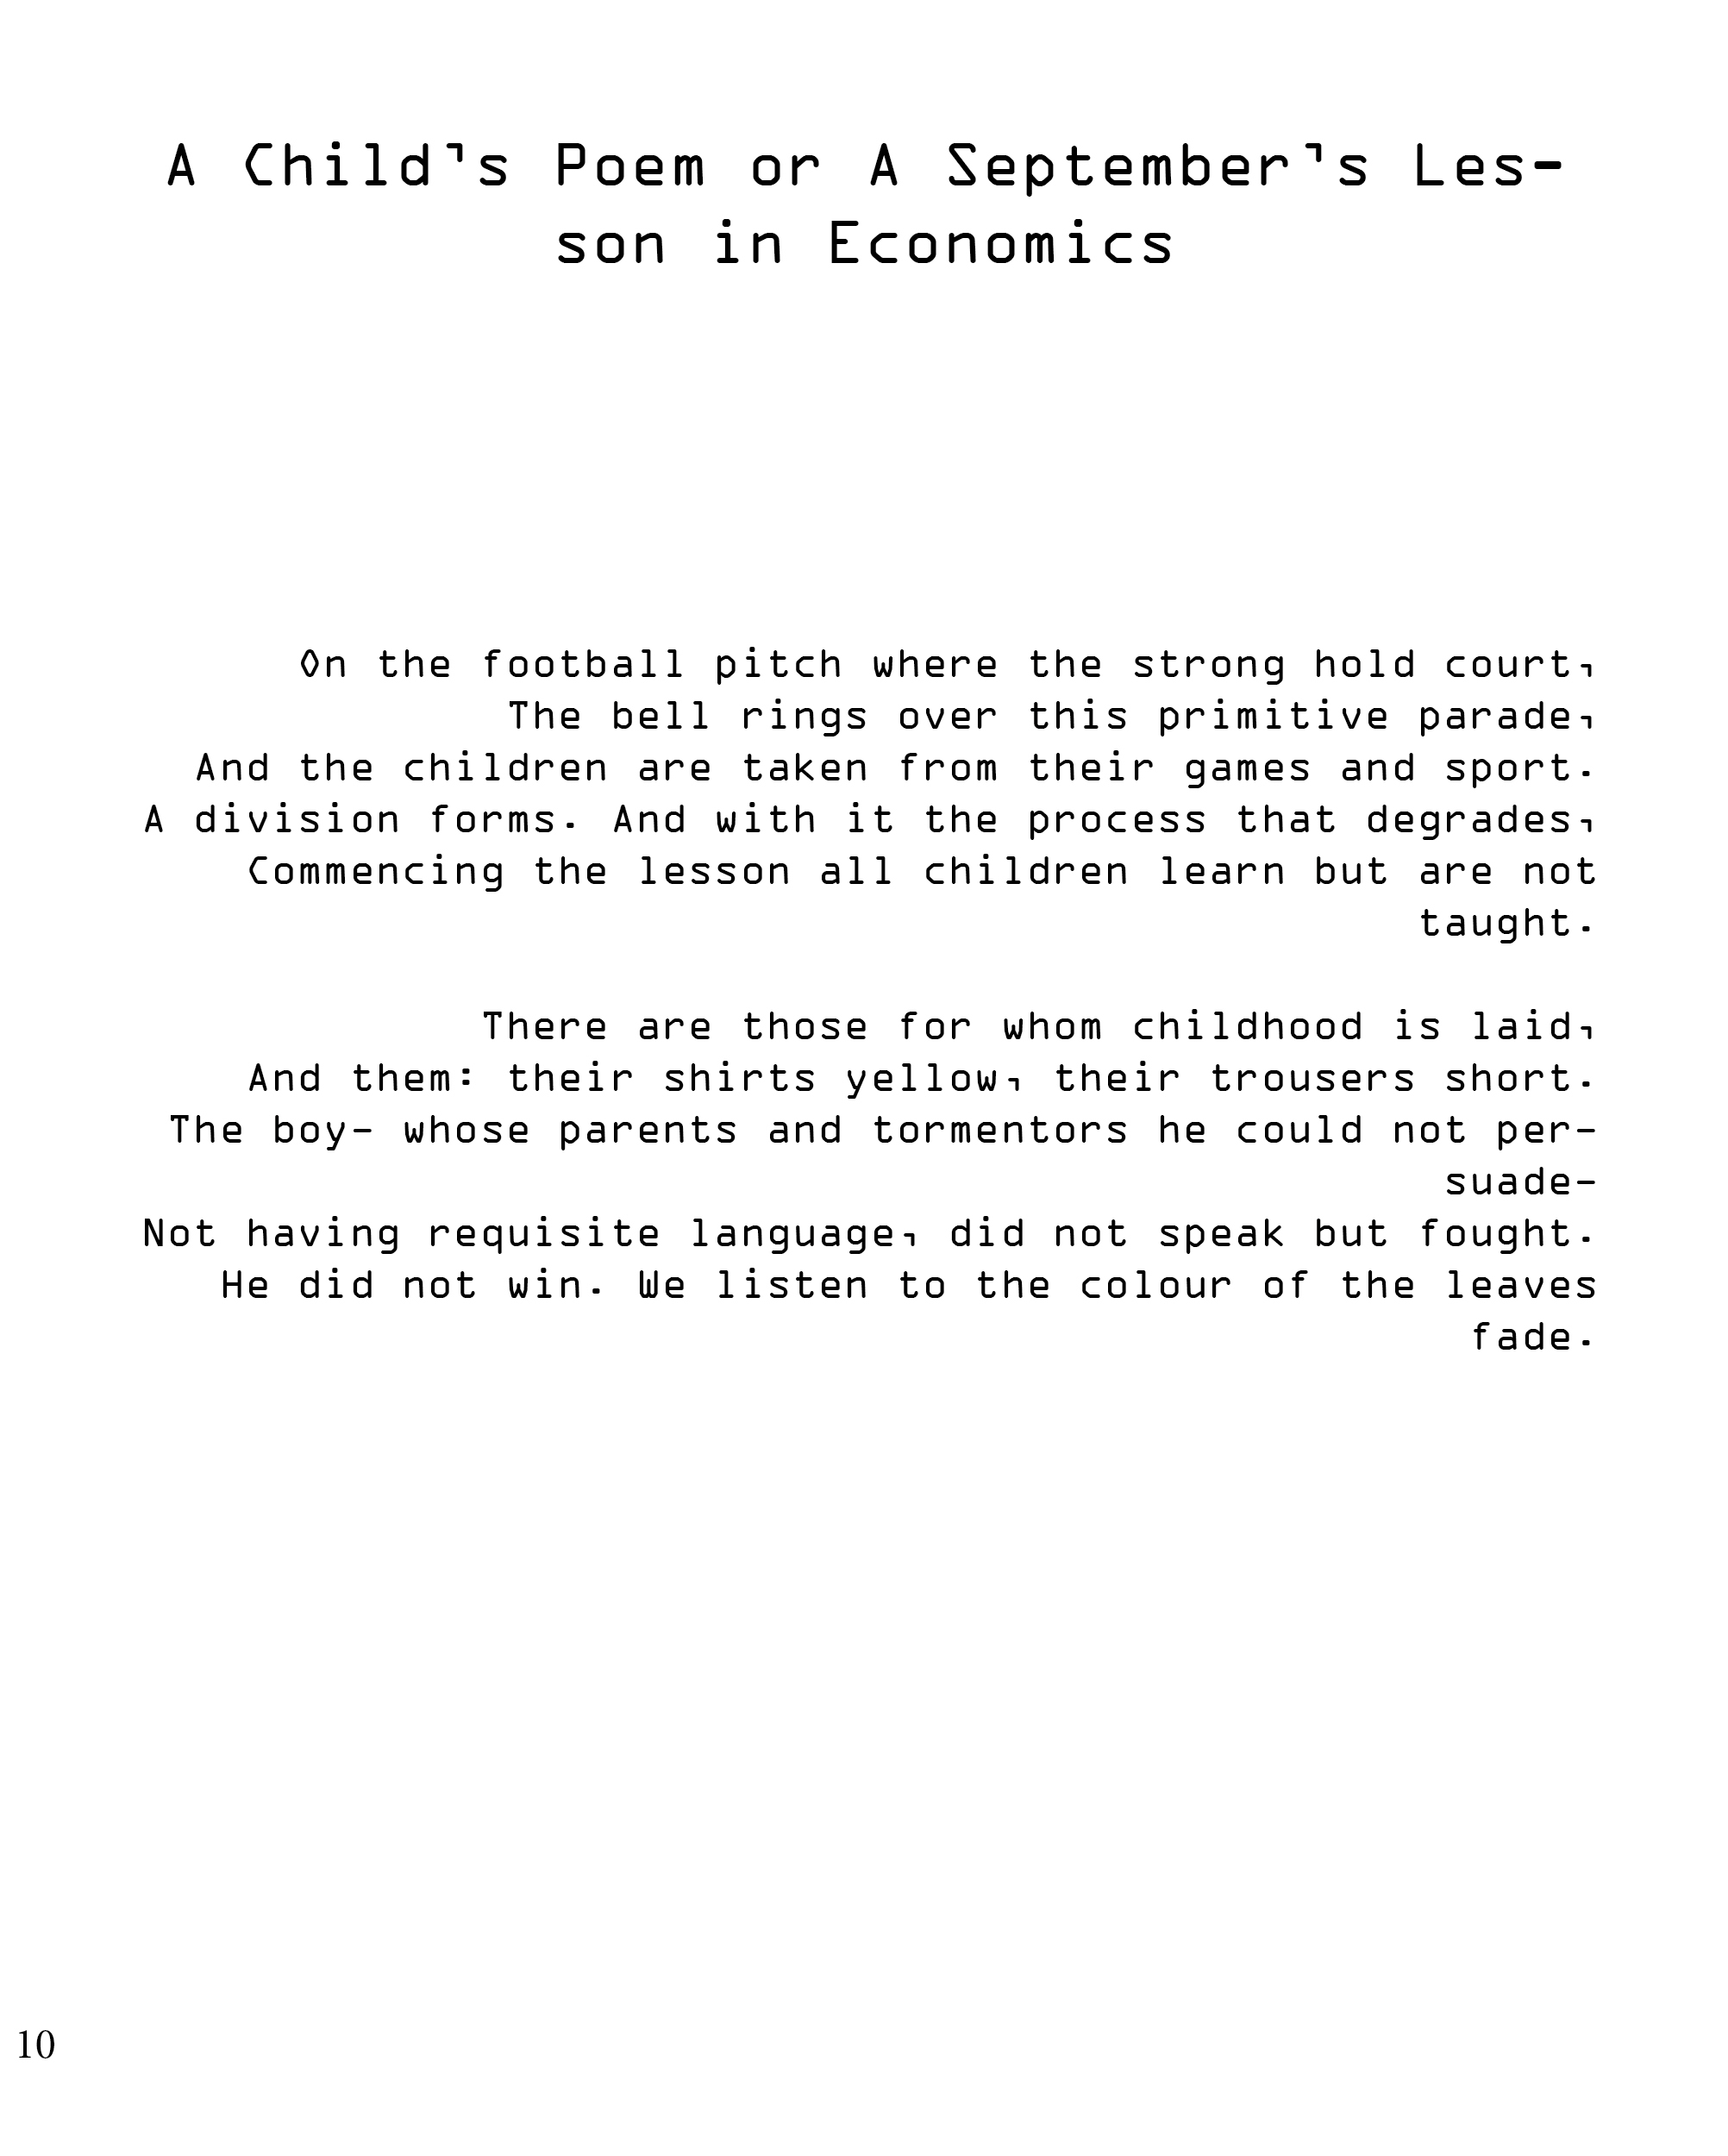 A Child's Poem or A September's Les-
son in Economics
On the football pitch where the strong hold court,
The bell rings over this primitive parade,
And the children are taken from their games and sport.
A division forms. And with it the process that degrades,
Commencing the lesson all children learn but are not
taught.
There are those for whom childhood is laid,
And them: their shirts yellow, their trousers short.
The boy- whose parents and tormentors he could not per-
suade-
Not having requisite language, did not speak but fought.
He did not win. We listen to the colour of the leaves
fade.
10